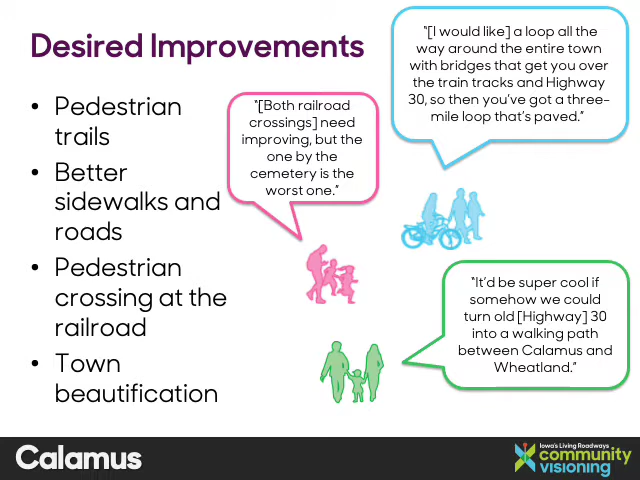 Desired Improvements
• Pedestrian
trails
• Better
sidewalks and
roads
• Pedestrian
crossing at the
railroad
• Town
beautification
"[Both railroad
crossings] need
improving, but the
one by the
cemetery is the
worst one."
"[I would like] a loop all the
way around the entire town
with bridges that get you over
the train tracks and Highway
30, so then you've got a three-
mile loop that's paved."
"It'd be super cool if
somehow we could
turn old [Highway] 30
into a walking path
between Calamus and
Wheatland."
Calamus
Iowa's Living Roadways
community
visioning